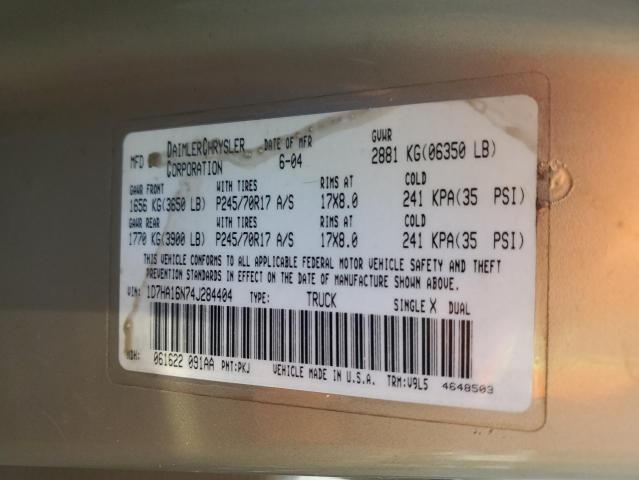 MFD BY DAIMLERCHRYSLER CORPORATION DATE OF MFR 6-04 GVWR 2881 KG(06350 LB)
GAWR FRONT WITH TIRES RIMS AT COLD
1656 KG(3650 LB) P245/70R17 A/S 17X8.0 241 KPA(35 PSI)
GAWR REAR WITH TIRES RIMS AT COLD
1770 KG(3900 LB) P245/70R17 A/S 17X8.0 241 KPA(35 PSI)
THIS VEHICLE CONFORMS TO ALL APPLICABLE FEDERAL MOTOR VEHICLE SAFETY AND THEFT
PREVENTION STANDARDS IN EFFECT ON THE DATE OF MANUFACTURE SHOWN ABOVE.
VIN: 1D7HA16N74J284404 TYPE: TRUCK SINGLE X DUAL
MDH: 061622 091AA PNT:PKJ VEHICLE MADE IN U.S.A. TRM:V9L5 4648503